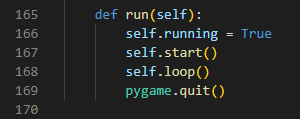 165 def run(self):
166 self.running = True
167 self.start()
168 self.loop()
169 pygame.quit()
170